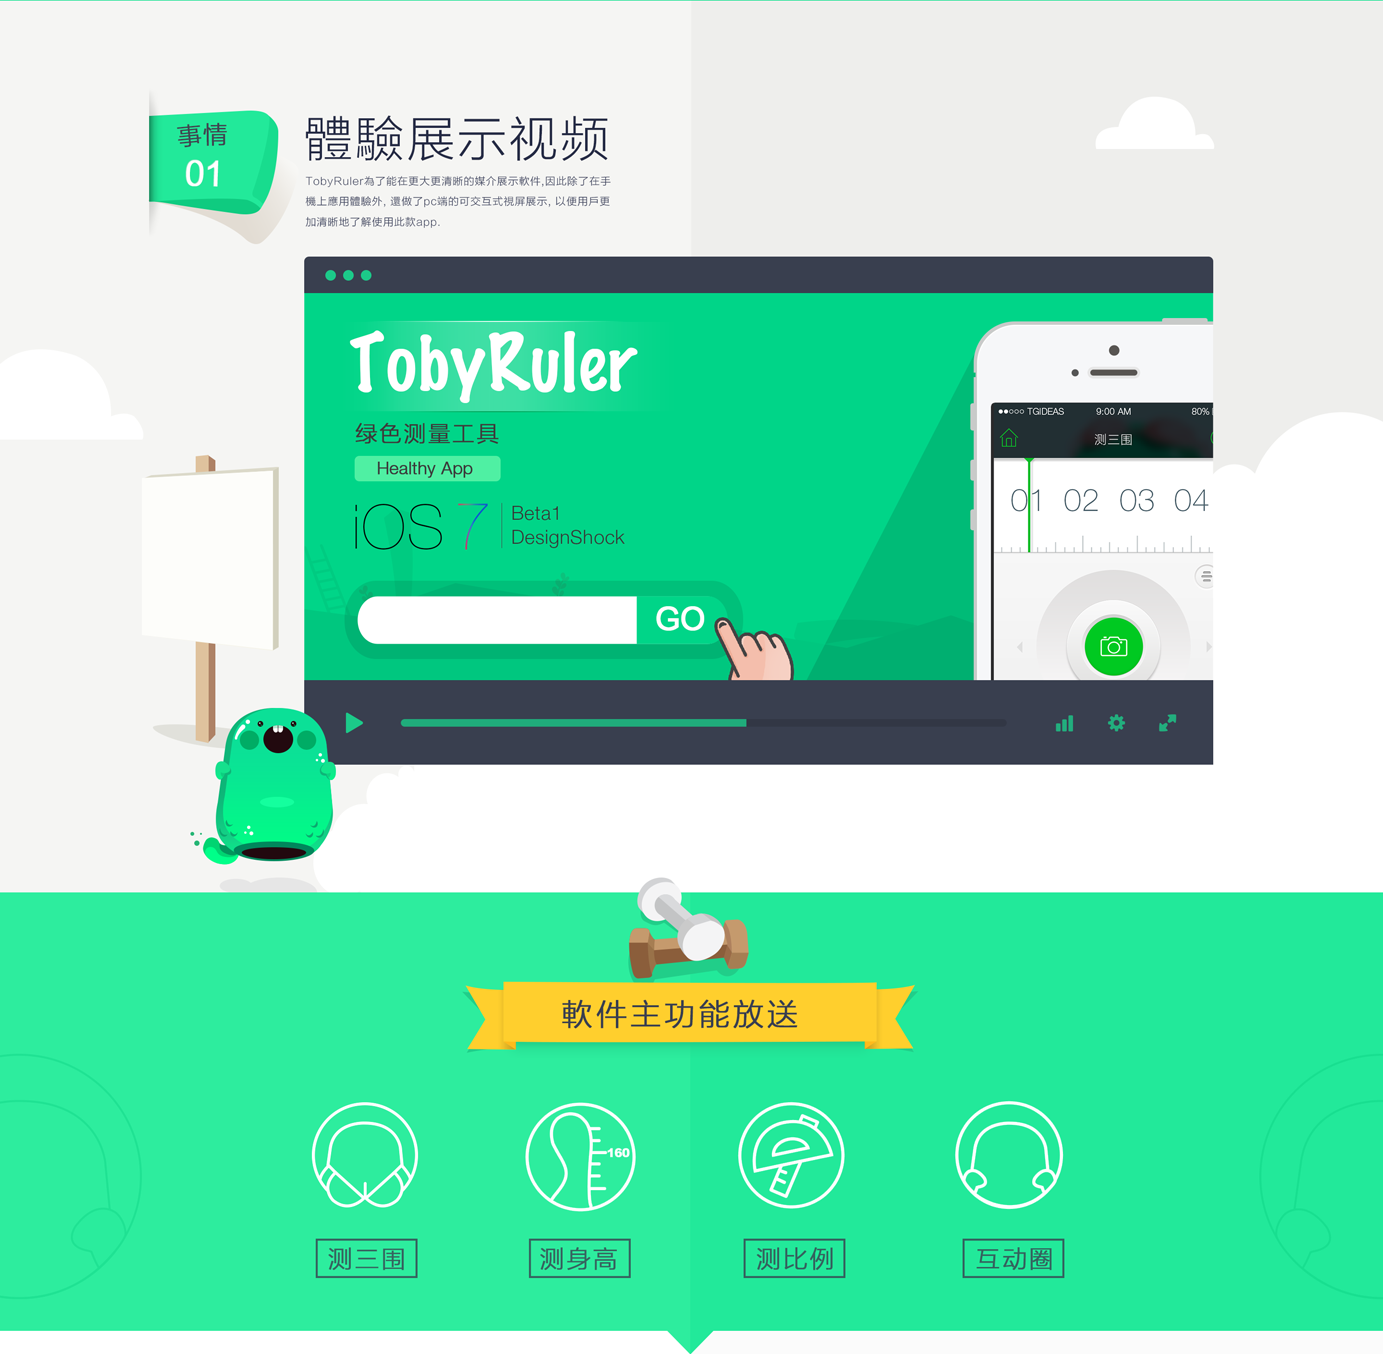 事情
01
體驗展示视频
TobyRuler為了能在更大更清晰的媒介展示軟件,因此除了在手
機上應用體驗外, 還做了pc端的可交互式視屏展示, 以便用戶更
加清晰地了解使用此款app.
TobyRuler
绿色测量工具
Healthy App
iOS 7
Beta1
DesignShock
GO
TGIDEAS 9:00 AM 80%
测三围
01 02 03 04
軟件主功能放送
160
测三围 测身高 测比例 互动圈